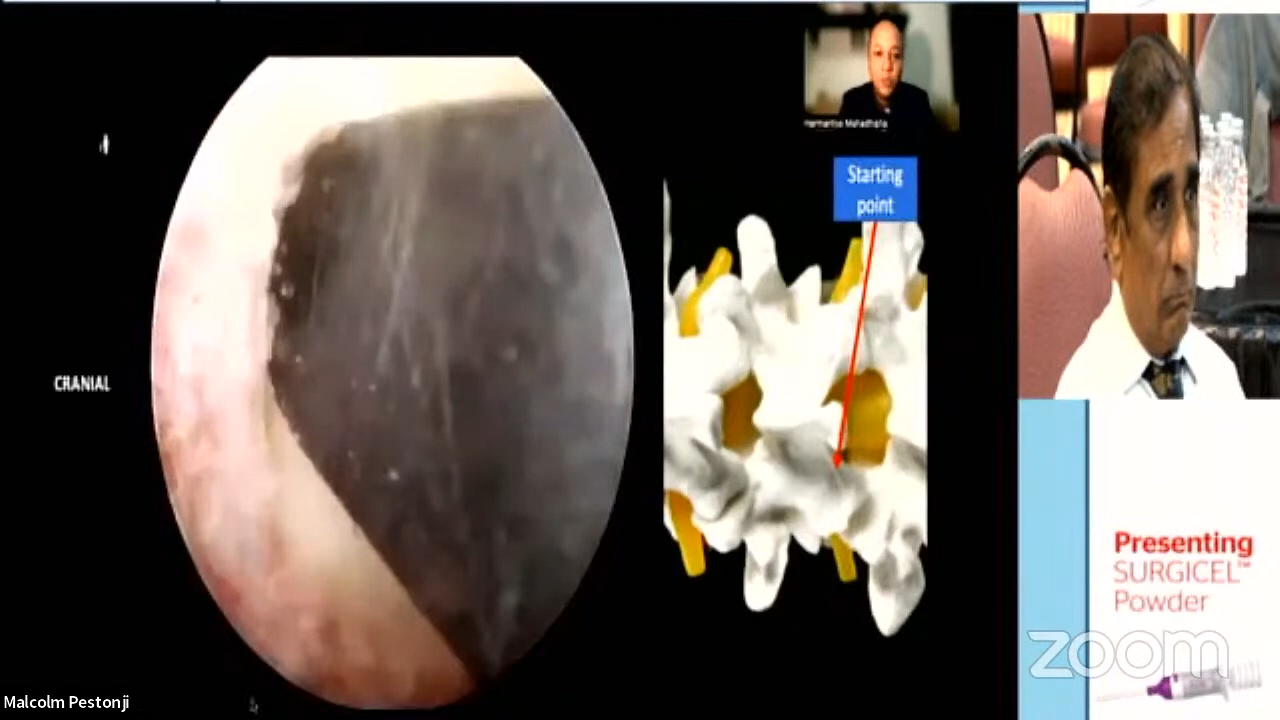 Starting
point
CRANIAL
Presenting
SURGICEL™
Powder
zoom
Malcolm Pestonji